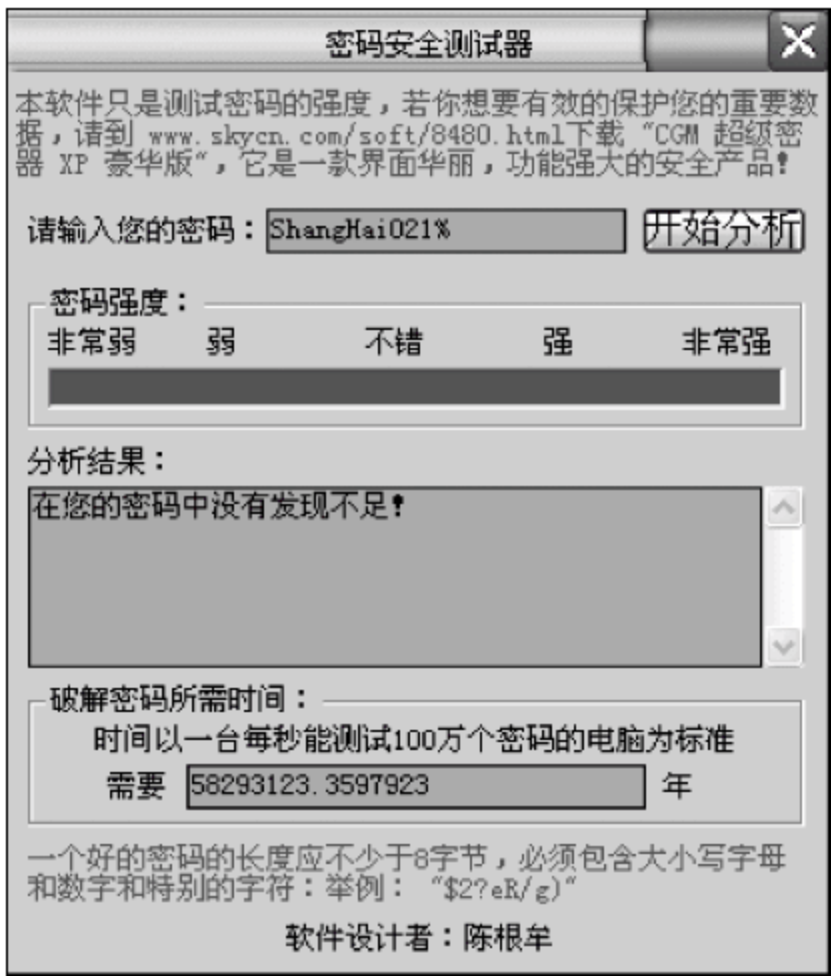 密码安全测试器
本软件只是测试密码的强度，若你想要有效的保护您的重要数
据，请到 www.skycn.com/soft/8480.html下载 “CGM 超级密
器 XP 豪华版“，它是一款界面华丽，功能强大的安全产品！
请输入您的密码：ShangHai021% 开始分析
密码强度：
非常弱 弱 不错 强 非常强
分析结果：
在您的密码中没有发现不足！
破解密码所需时间：
时间以一台每秒能测试100万个密码的电脑为标准
需要 58293123.3597923 年
一个好的密码的长度应不少于8字节，必须包含大小写字母
和数字和特别的字符：举例： “$2?eR/g)“
软件设计者：陈根牟